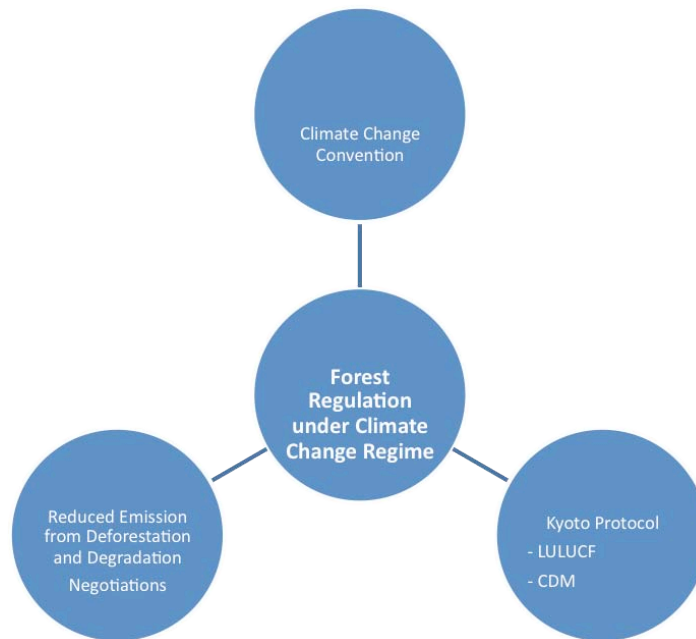 Climate Change
Convention
Forest
Regulation
under Climate
Change Regime
Reduced Emission
from Deforestation
and Degradation
Negotiations
Kyoto Protocol
- LULUCF
- CDM